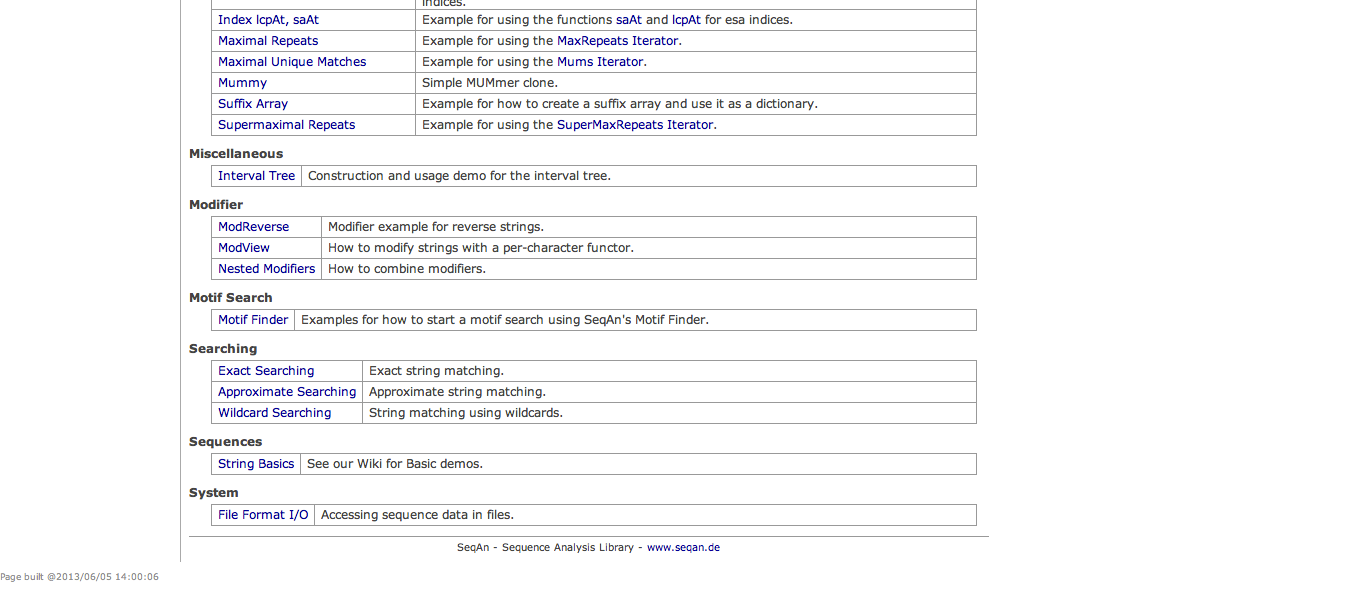 indices.
Index lcpAt, saAt Example for using the functions saAt and lcpAt for esa indices.
Maximal Repeats Example for using the MaxRepeats Iterator.
Maximal Unique Matches Example for using the Mums Iterator.
Mummy Simple MUMmer clone.
Suffix Array Example for how to create a suffix array and use it as a dictionary.
Supermaximal Repeats Example for using the SuperMaxRepeats Iterator.
Miscellaneous
Interval Tree Construction and usage demo for the interval tree.
Modifier
ModReverse Modifier example for reverse strings.
ModView How to modify strings with a per-character functor.
Nested Modifiers How to combine modifiers.
Motif Search
Motif Finder Examples for how to start a motif search using SeqAn's Motif Finder.
Searching
Exact Searching Exact string matching.
Approximate Searching Approximate string matching.
Wildcard Searching String matching using wildcards.
Sequences
String Basics See our Wiki for Basic demos.
System
File Format I/O Accessing sequence data in files.
SeqAn - Sequence Analysis Library - www.seqan.de
Page built @2013/06/05 14:00:06